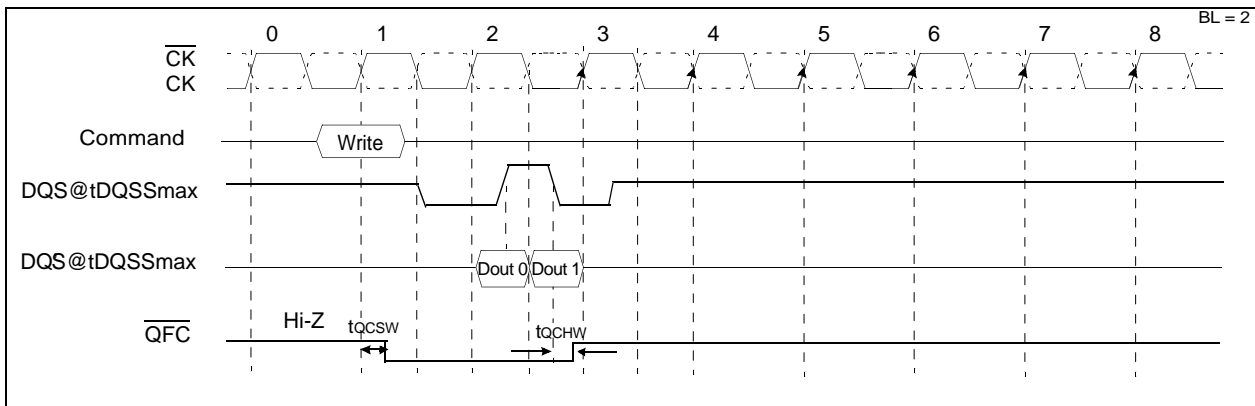 BL = 2
0 1 2 3 4 5 6 7 8
CK
CK
Command
Write
DQS@tDQSSmax
DQS@tDQSSmax
Dout 0 Dout 1
Hi-Z
QFC
tQCSW
tQCHW